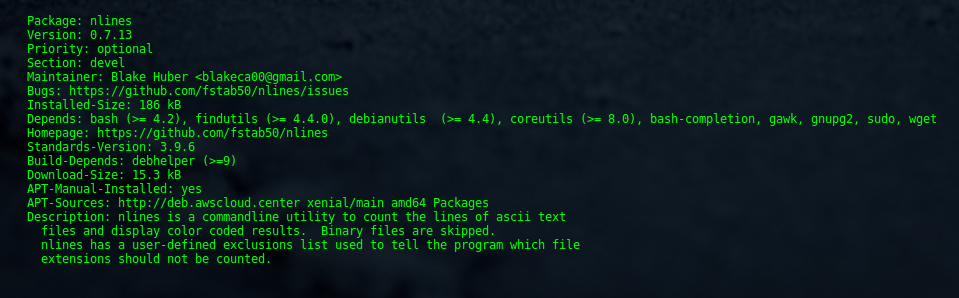 Package: nlines
Version: 0.7.13
Priority: optional
Section: devel
Maintainer: Blake Huber <blakeca00@gmail.com>
Bugs: https://github.com/fstab50/nlines/issues
Installed-Size: 186 kB
Depends: bash (>= 4.2), findutils (>= 4.4.0), debianutils  (>= 4.4), coreutils (>= 8.0), bash-completion, gawk, gnupg2, sudo, wget
Homepage: https://github.com/fstab50/nlines
Standards-Version: 3.9.6
Build-Depends: debhelper (>=9)
Download-Size: 15.3 kB
APT-Manual-Installed: yes
APT-Sources: http://deb.awscloud.center xenial/main amd64 Packages
Description: nlines is a commandline utility to count the lines of ascii text
  files and display color coded results.  Binary files are skipped.
  nlines has a user-defined exclusions list used to tell the program which file
  extensions should not be counted.